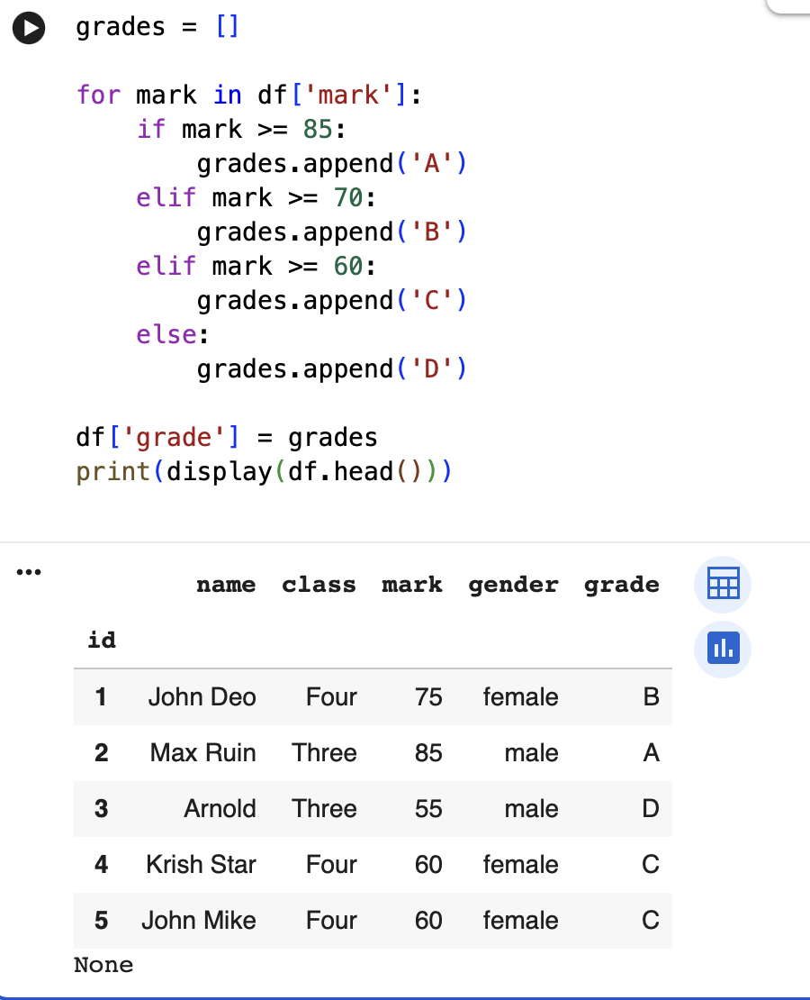 grades = []

for mark in df['mark']:
    if mark >= 85:
        grades.append('A')
    elif mark >= 70:
        grades.append('B')
    elif mark >= 60:
        grades.append('C')
    else:
        grades.append('D')

df['grade'] = grades
print(display(df.head()))
name class mark gender grade
id
1 John Deo Four 75 female B
2 Max Ruin Three 85 male A
3 Arnold Three 55 male D
4 Krish Star Four 60 female C
5 John Mike Four 60 female C
None